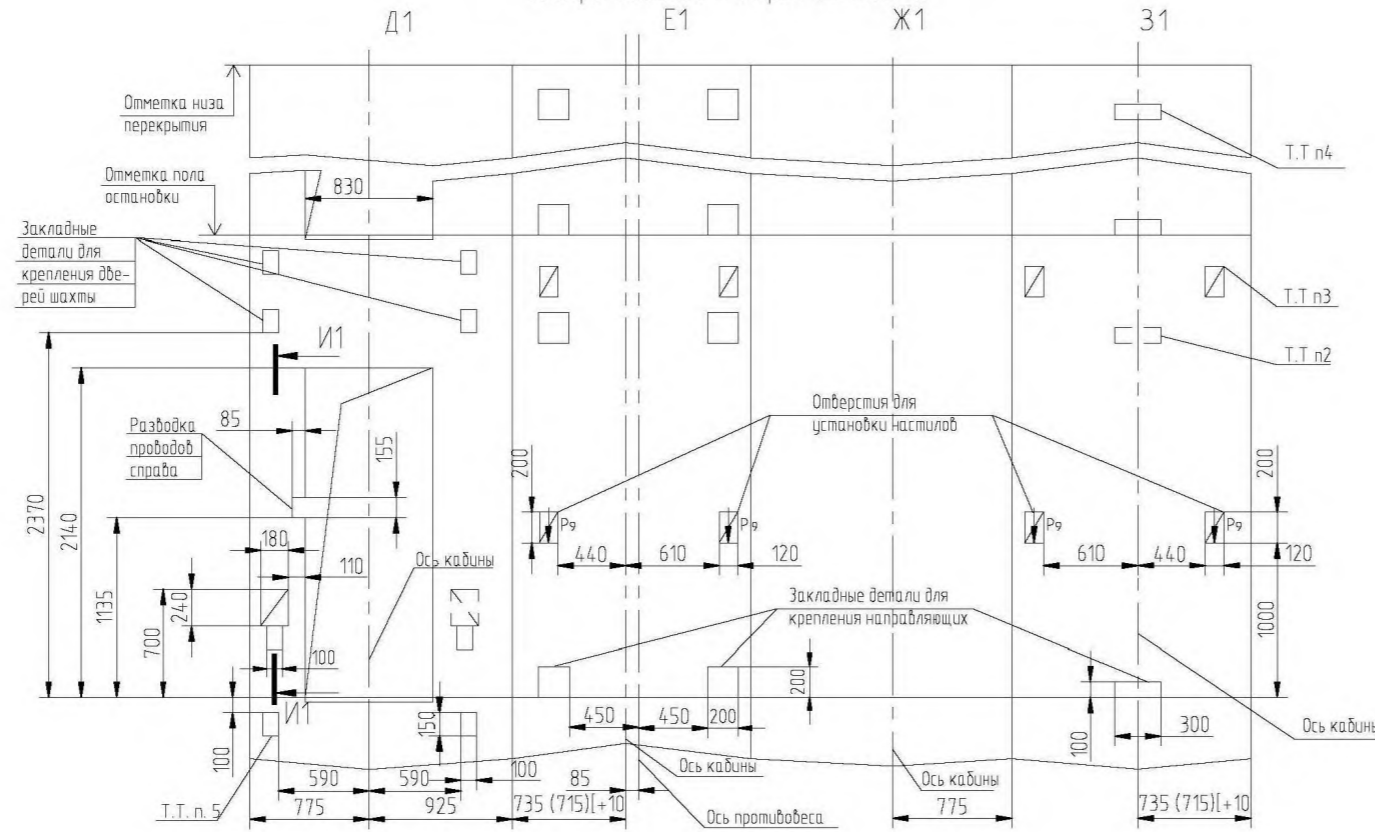 Д1
Е1
Ж1
З1
Отметка низа
перекрытия
Т.Т п4
Отметка пола
остановки
830
Закладные
детали для
крепления две-
рей шахты
Т.Т п3
И1
Т.Т п2
2370
2140
85
Разводка
проводов
справа
155
Отверстия для
установки настилов
200
200
Р9
Р9
Р9
Р9
180
110
Ось кабины
440
610
120
610
440
120
1135
700
240
Закладные детали для
крепления направляющих
1000
100
200
И1
150
450
450
200
100
300
Ось кабины
100
590
590
100
Ось кабины
Ось кабины
85
Т.Т. п. 5
775
925
735 (715)[+10
Ось противовеса
775
735 (715)[+10